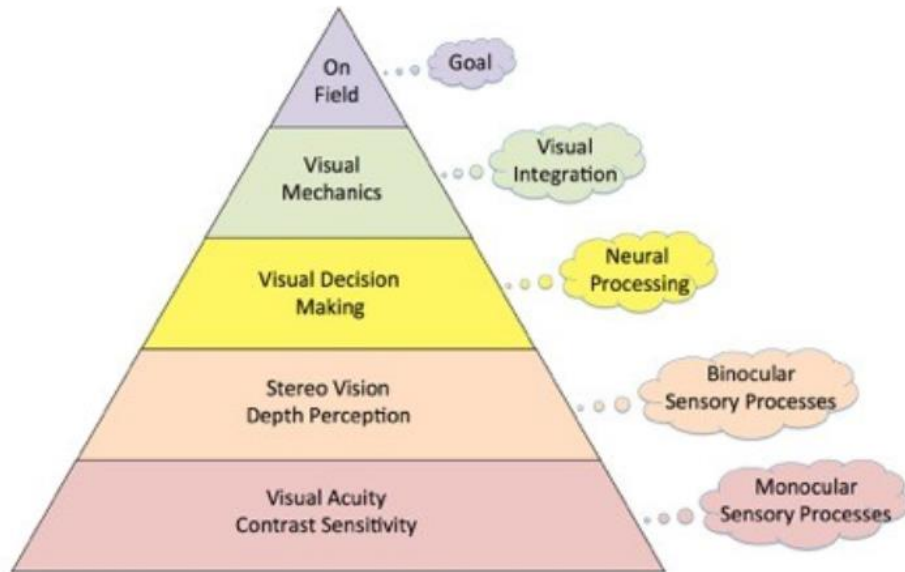 On
Field
Goal
Visual
Mechanics
Visual
Integration
Visual Decision
Making
Neural
Processing
Stereo Vision
Depth Perception
Binocular
Sensory Processes
Visual Acuity
Contrast Sensitivity
Monocular
Sensory Processes